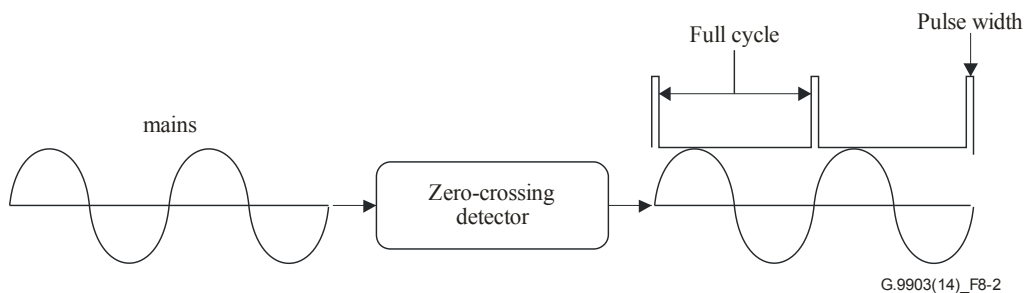 Full cycle
Pulse width
mains
Zero-crossing
detector
G.9903(14)_F8-2